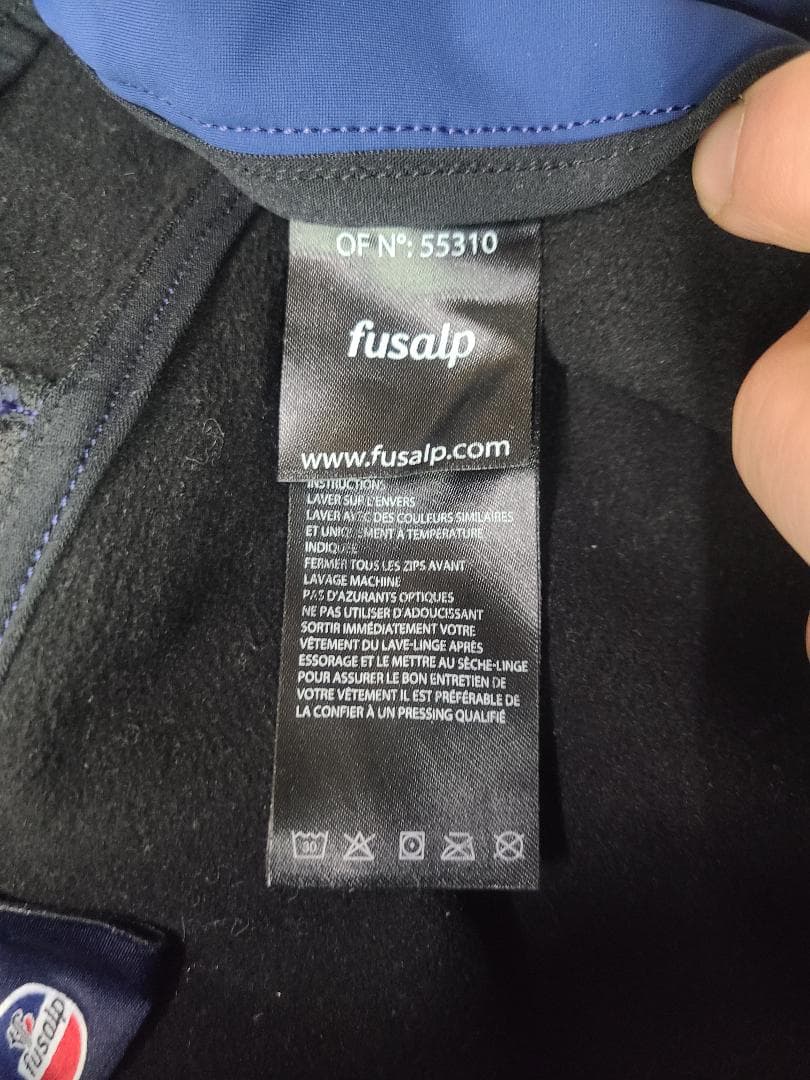 OF N°: 55310
fusalp
www.fusalp.com
INSTRUCTIONS
LAVER SUR L'ENVERS
LAVER AVEC DES COULEURS SIMILAIRES
ET UNIQUEMENT A TEMPERATURE
INDIQUEE
FERMER TOUS LES ZIPS AVANT
LAVAGE MACHINE
PAS D'AZURANTS OPTIQUES
NE PAS UTILISER D'ADOUCISSANT
SORTIR IMMÉDIATEMENT VOTRE
VÊTEMENT DU LAVE-LINGE APRÈS
ESSORAGE ET LE METTRE AU SÈCHE-LINGE
POUR ASSURER LE BON ENTRETIEN DE
VOTRE VÊTEMENT IL EST PRÉFÉRABLE DE
LA CONFIER À UN PRESSING QUALIFIÉ
30
fusalp